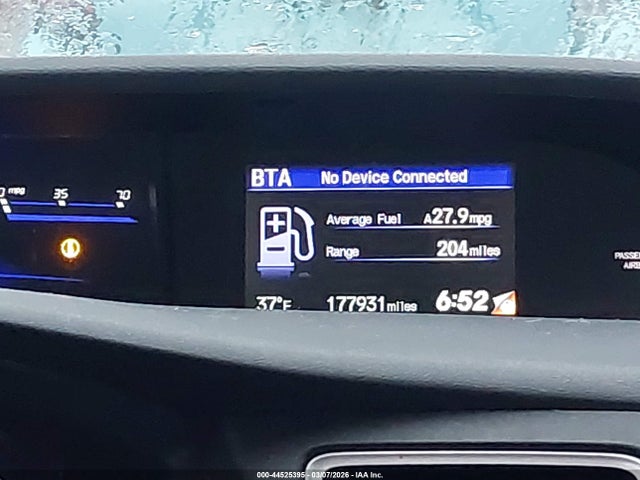 BTA No Device Connected
mpg 35 70
Average Fuel A27.9mpg
Range 204miles
37°F 177931miles 6:52
000-44525395 - 03/07/2026 - IAA Inc.